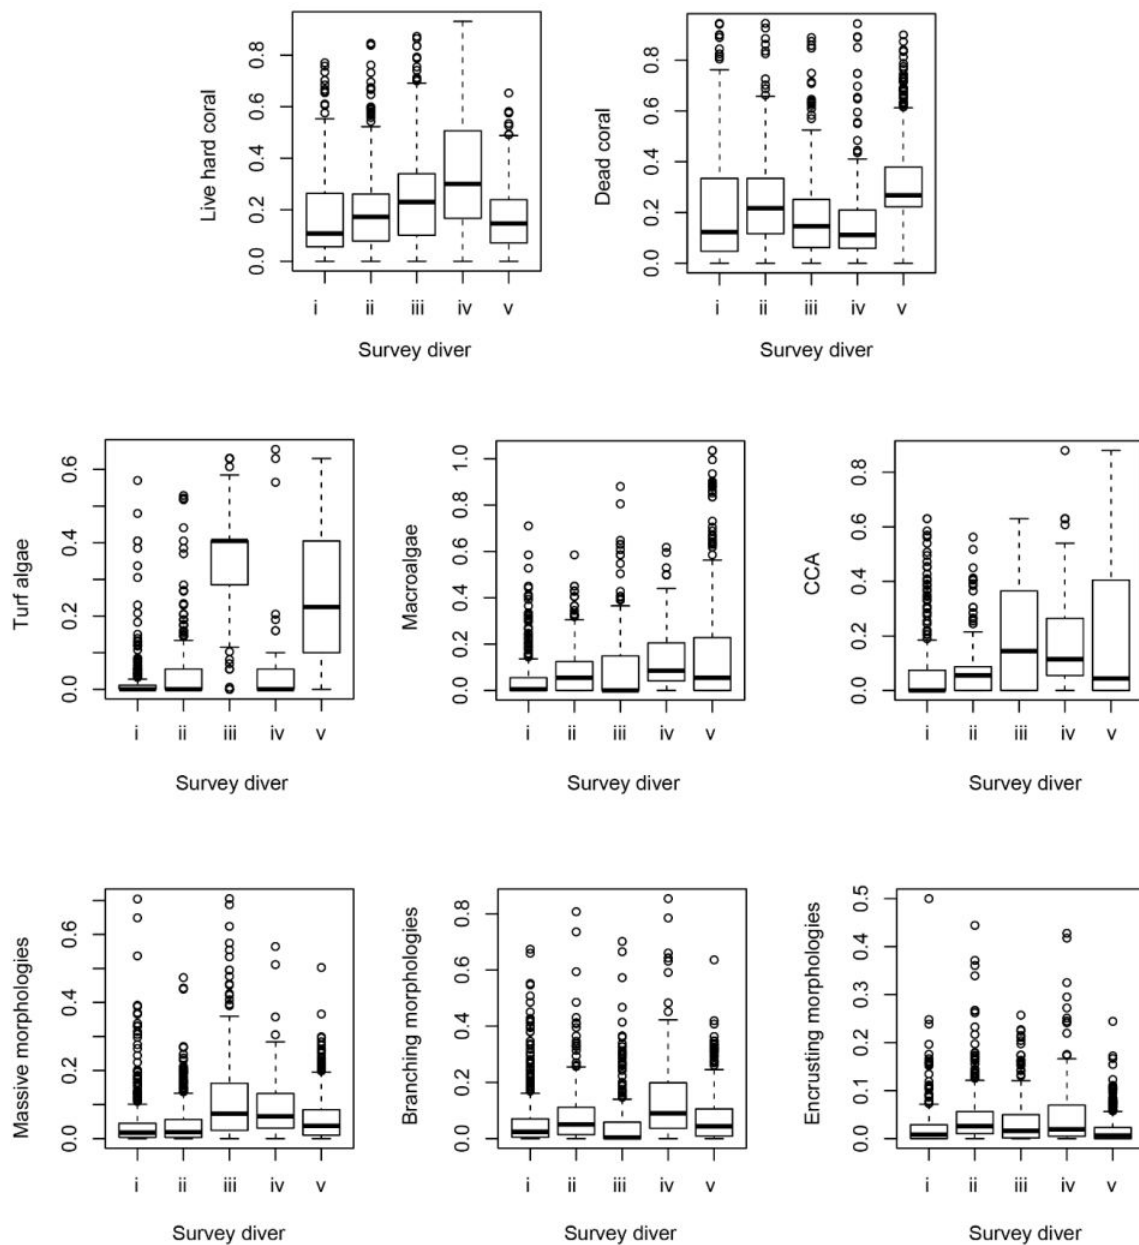 Live hard coral
0.0 0.2 0.4 0.6 0.8
i ii iii iv v
Survey diver
Dead coral
0.0 0.2 0.4 0.6 0.8
i ii iii iv v
Survey diver
Turf algae
0.0 0.2 0.4 0.6
i ii iii iv v
Survey diver
Macroalgae
0.0 0.2 0.4 0.6 0.8 1.0
i ii iii iv v
Survey diver
CCA
0.0 0.2 0.4 0.6 0.8
i ii iii iv v
Survey diver
Massive morphologies
0.0 0.2 0.4 0.6
i ii iii iv v
Survey diver
Branching morphologies
0.0 0.2 0.4 0.6 0.8
i ii iii iv v
Survey diver
Encrusting morphologies
0.0 0.1 0.2 0.3 0.4 0.5
i ii iii iv v
Survey diver